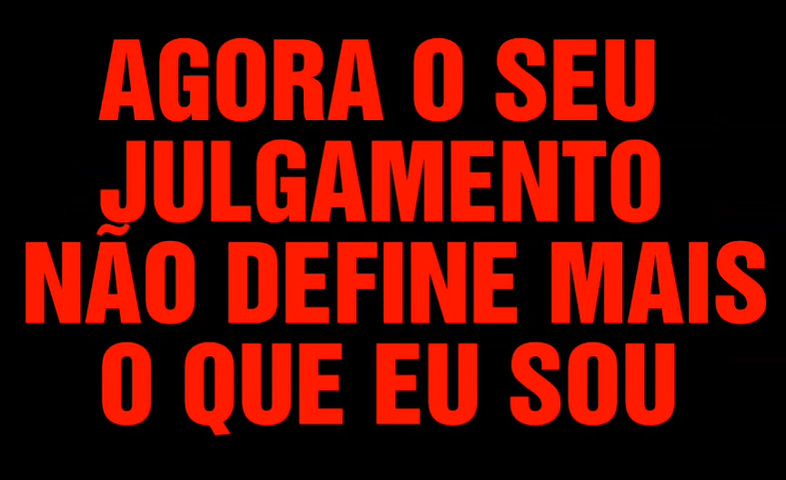 AGORA O SEU
JULGAMENTO
NÃO DEFINE MAIS
O QUE EU SOU